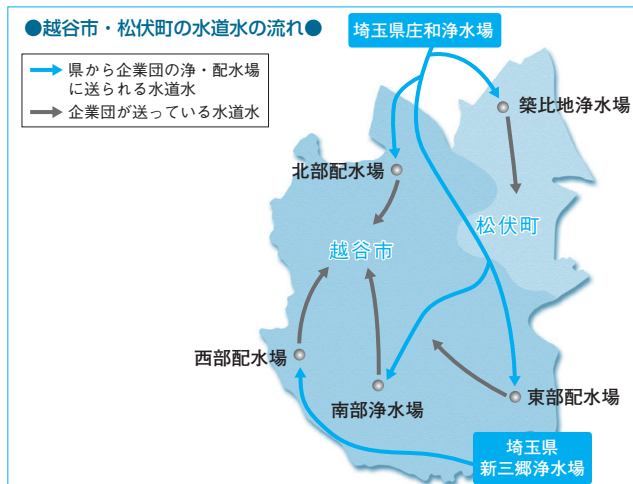 ●越谷市・松伏町の水道水の流れ●
県から企業団の浄・配水場
に送られる水道水
企業団が送っている水道水
埼玉県庄和浄水場
築比地浄水場
北部配水場
松伏町
越谷市
西部配水場
南部浄水場
東部配水場
埼玉県
新三郷浄水場